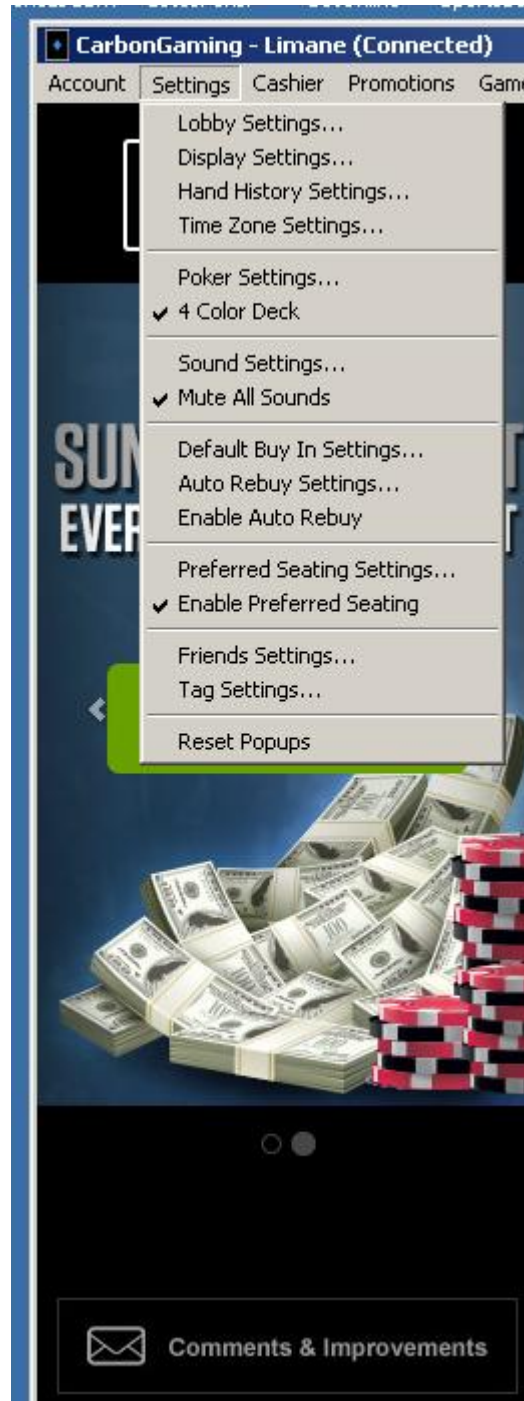 CarbonGaming - Limane (Connected)
Account Settings Cashier Promotions
Lobby Settings...
Display Settings...
Hand History Settings...
Time Zone Settings...
Poker Settings...
4 Color Deck
Sound Settings...
Mute All Sounds
Default Buy In Settings...
Auto Rebuy Settings...
Enable Auto Rebuy
Preferred Seating Settings...
Enable Preferred Seating
Friends Settings...
Tag Settings...
Reset Popups
SUN
EVER
Comments & Improvements